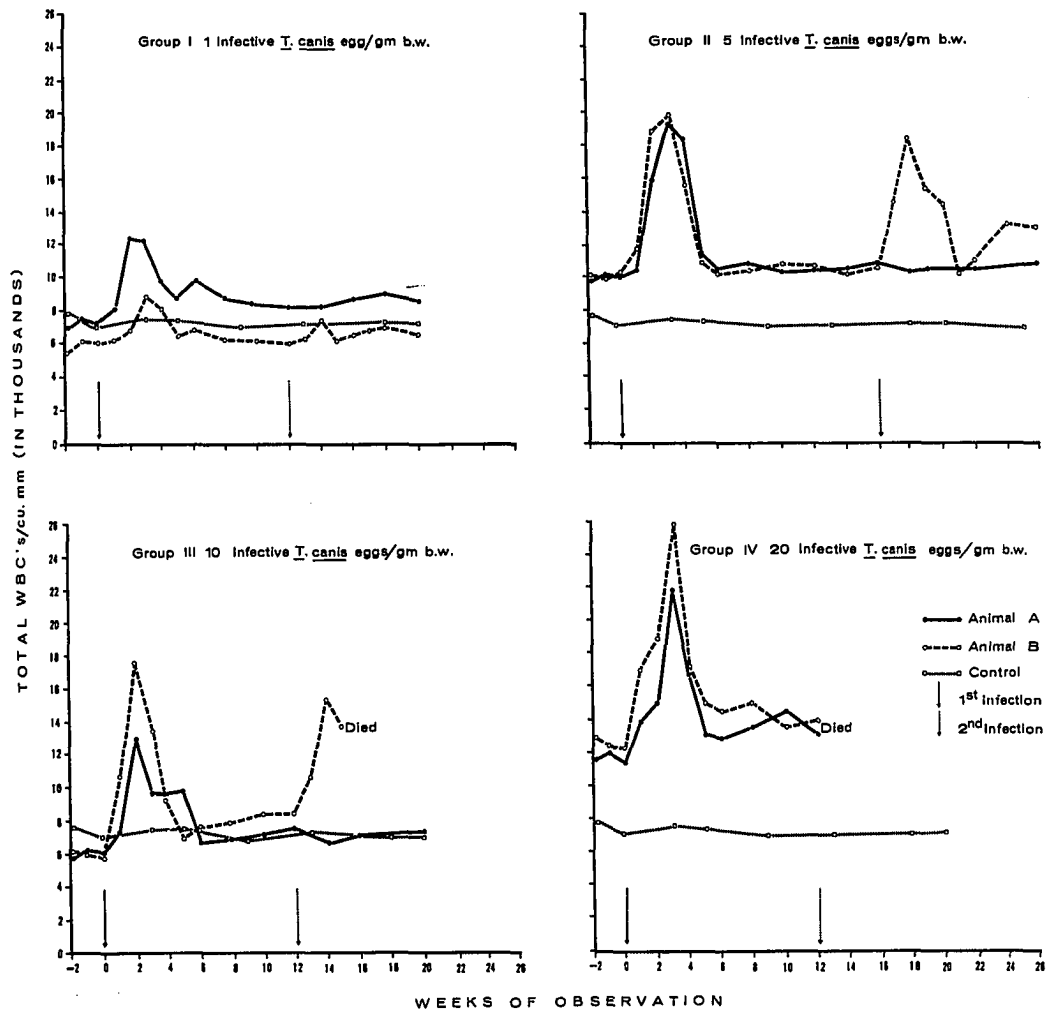 TOTAL WBC's/cu. mm (IN THOUSANDS)
26
24
22
20
18
16
14
12
10
8
6
4
2
0
Group I 1 Infective T. canis egg/gm b.w.
Group II 5 Infective T. canis eggs/gm b.w.
26
24
22
20
18
16
14
12
10
8
6
4
2
0
Group III 10 Infective T. canis eggs/gm b.w.
Died
-2 0 2 4 6 8 10 12 14 16 18 20 22 24 26
Group IV 20 Infective T. canis eggs/gm b.w.
Animal A
Animal B
Control
1st Infection
2nd Infection
Died
-2 0 2 4 6 8 10 12 14 16 18 20 22 24 26
WEEKS OF OBSERVATION